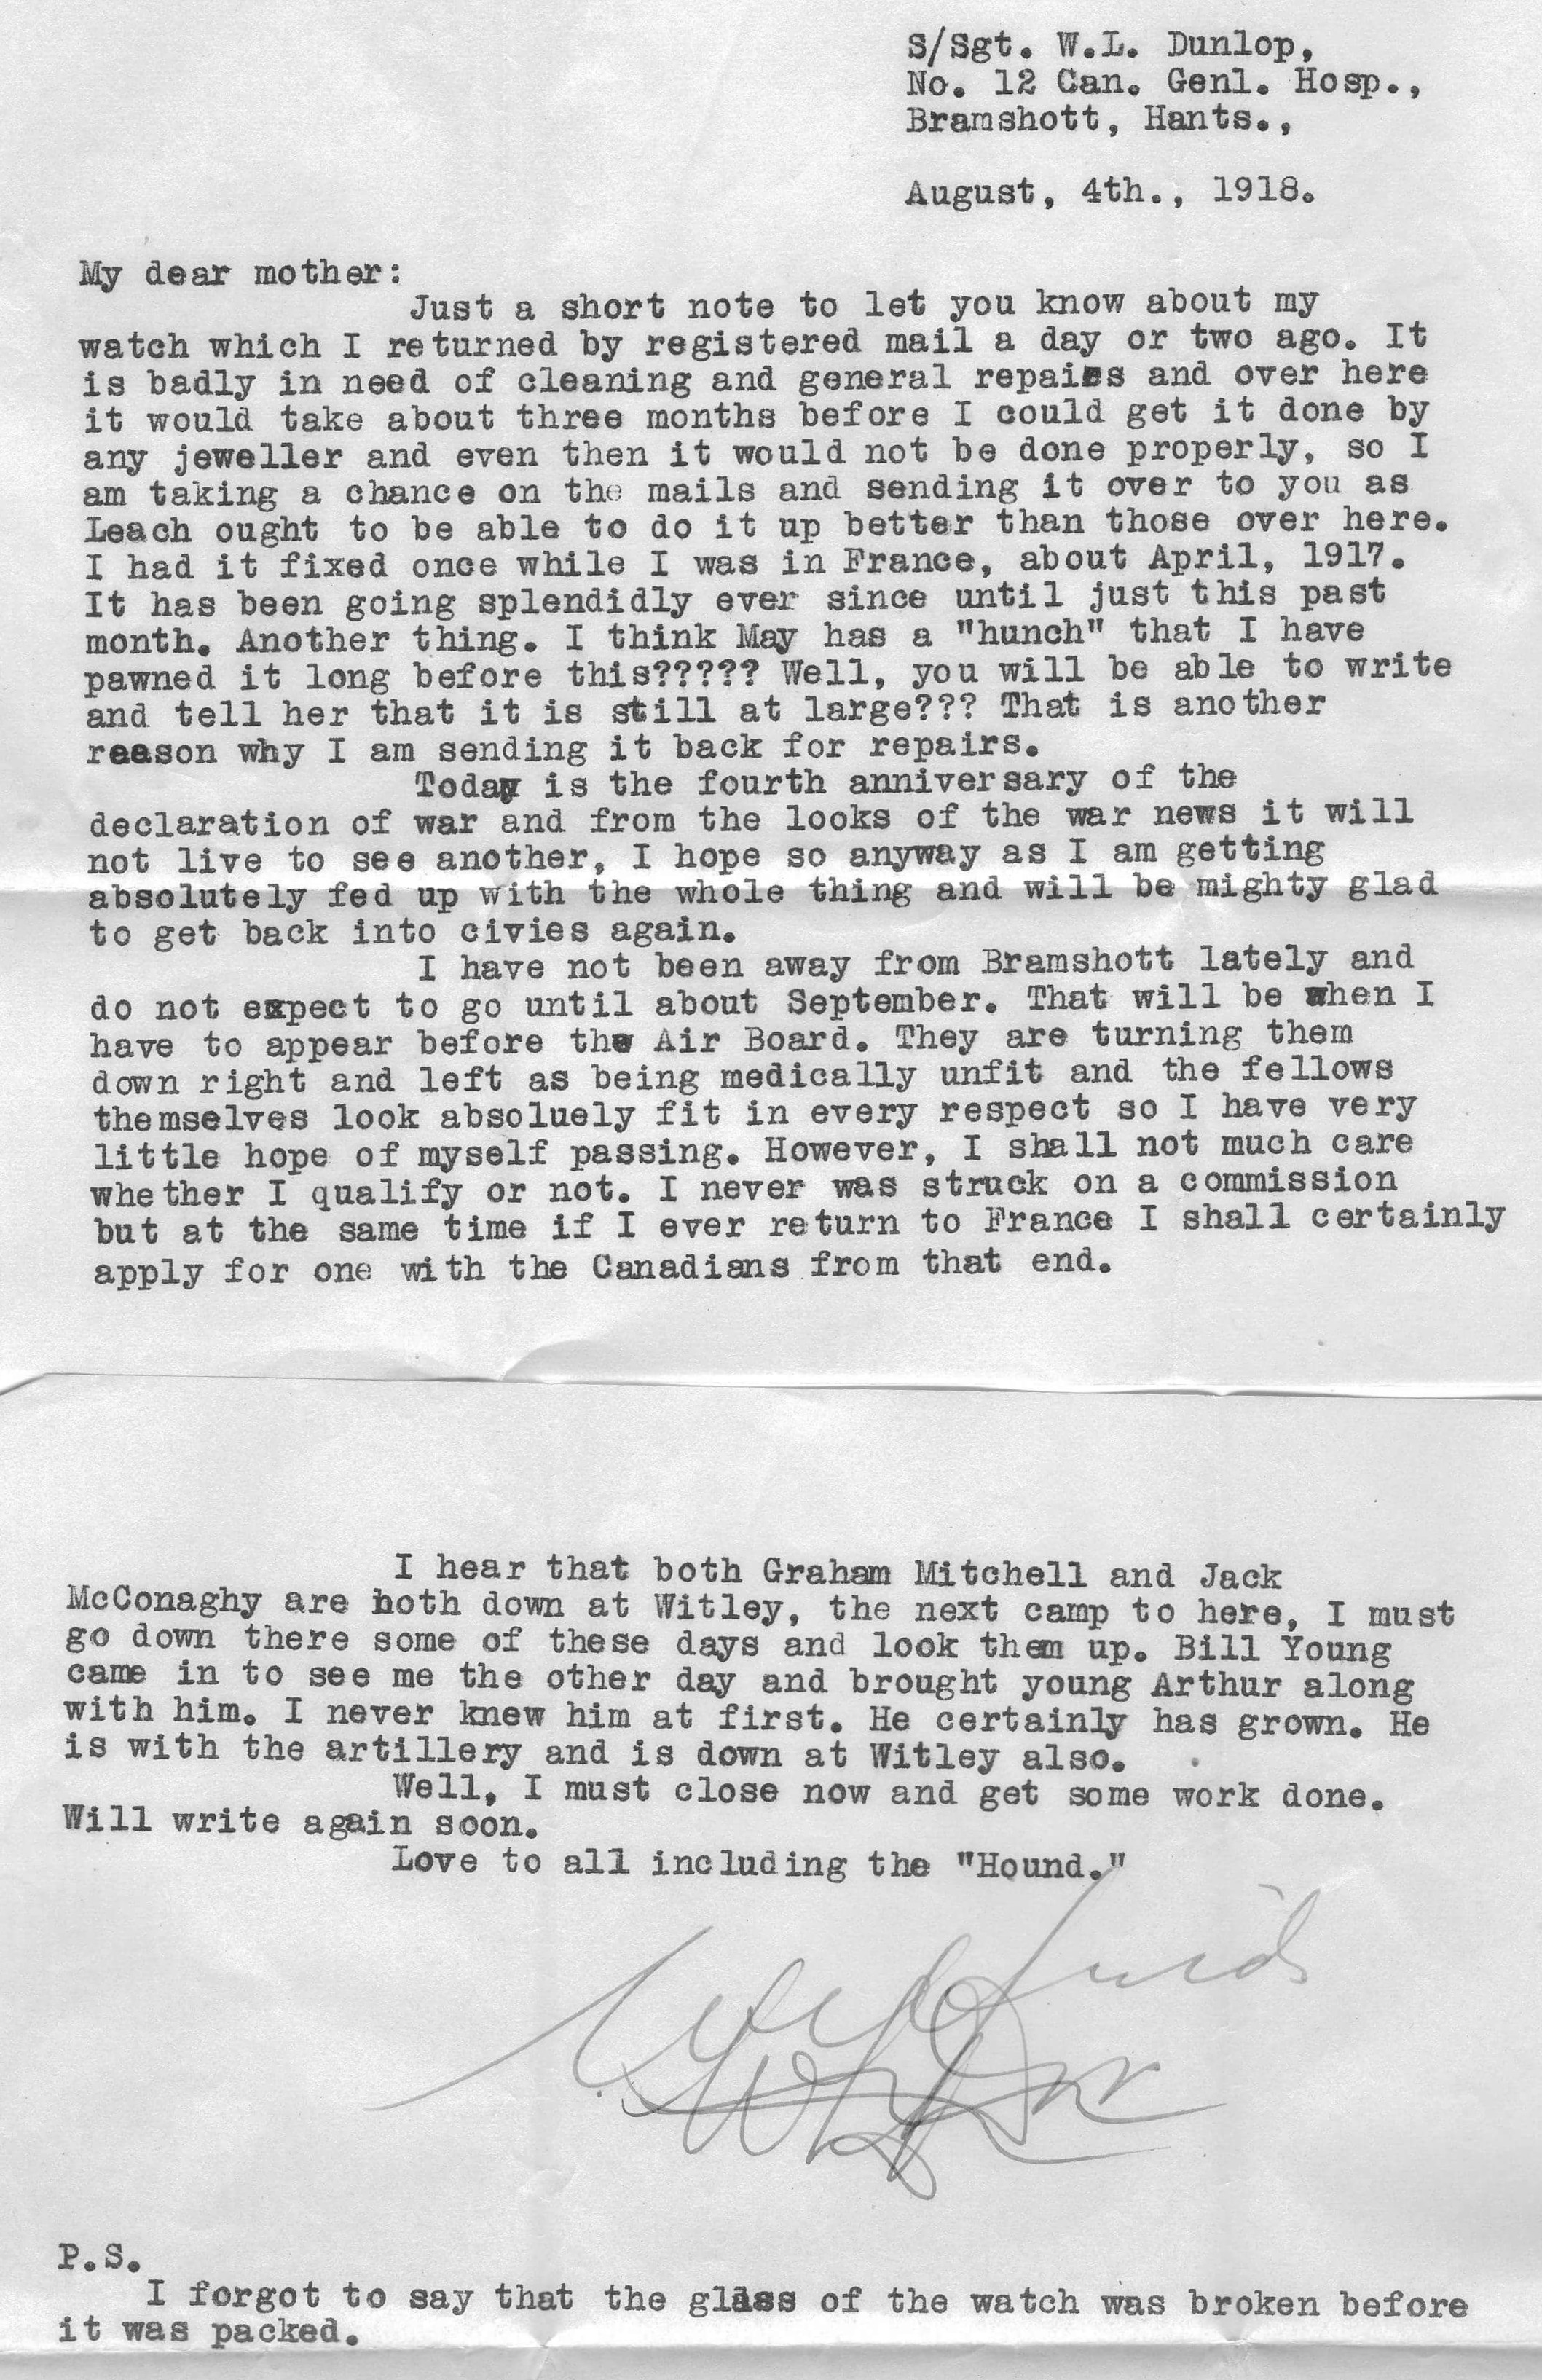 S/Sgt. W.L. Dunlop,
No. 12 Can. Genl. Hosp.,
Bramshott, Hants.,
August, 4th., 1918.
My dear mother:
Just a short note to let you know about my
watch which I returned by registered mail a day or two ago. It
is badly in need of cleaning and general repairs and over here
it would take about three months before I could get it done by
any jeweller and even then it would not be done properly, so I
am taking a chance on the mails and sending it over to you as
Leach ought to be able to do it up better than those over here.
I had it fixed once while I was in France, about April, 1917.
It has been going splendidly ever since until just this past
month. Another thing. I think May has a "hunch" that I have
pawned it long before this????? Well, you will be able to write
and tell her that it is still at large??? That is another
reason why I am sending it back for repairs.
Today is the fourth anniversary of the
declaration of war and from the looks of the war news it will
not live to see another, I hope so anyway as I am getting
absolutely fed up with the whole thing and will be mighty glad
to get back into civies again.
I have not been away from Bramshott lately and
do not expect to go until about September. That will be when I
have to appear before the Air Board. They are turning them
down right and left as being medically unfit and the fellows
themselves look absoluely fit in every respect so I have very
little hope of myself passing. However, I shall not much care
whether I qualify or not. I never was struck on a commission
but at the same time if I ever return to France I shall certainly
apply for one with the Canadians from that end.
I hear that both Graham Mitchell and Jack
McConaghy are both down at Witley, the next camp to here, I must
go down there some of these days and look them up. Bill Young
came in to see me the other day and brought young Arthur along
with him. I never knew him at first. He certainly has grown. He
is with the artillery and is down at Witley also.
Well, I must close now and get some work done.
Will write again soon.
Love to all including the "Hound."
P.S.
I forgot to say that the glass of the watch was broken before
it was packed.